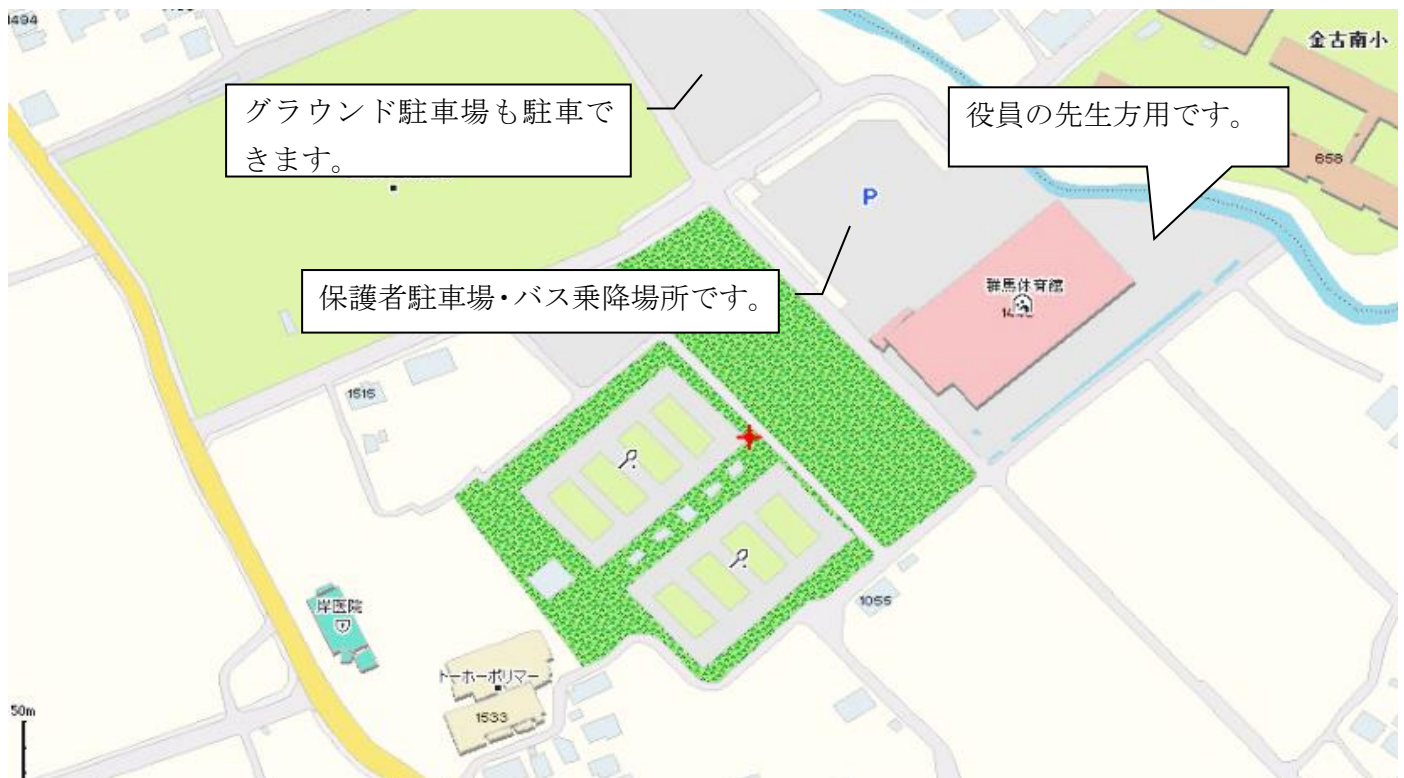 1494
金古南小
グラウンド駐車場も駐車で
きます。
役員の先生方用です。
658
P
保護者駐車場・バス乗降場所です。
群馬体育館
1515
1055
岸医院
トーホーポリマー
1533
50m